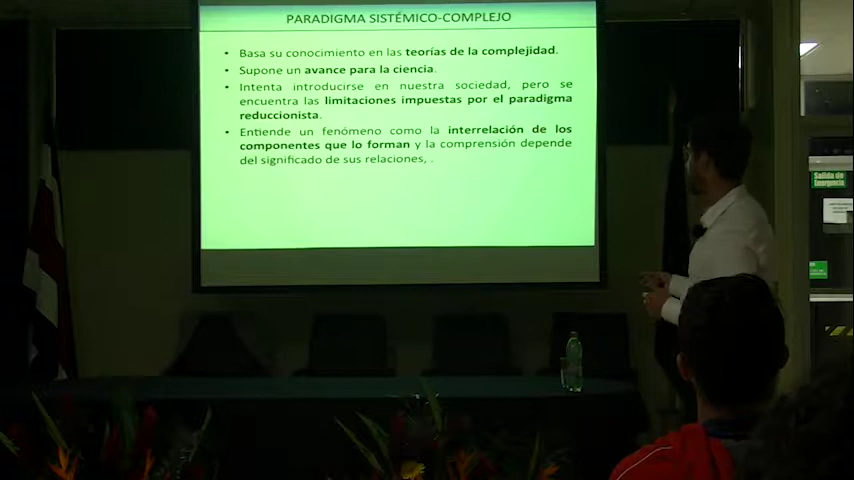 PARADIGMA SISTÉMICO-COMPLEJO
• Basa su conocimiento en las teorías de la complejidad.
• Supone un avance para la ciencia.
• Intenta introducirse en nuestra sociedad, pero se
encuentra las limitaciones impuestas por el paradigma
reduccionista.
• Entiende un fenómeno como la interrelación de los
componentes que lo forman y la comprensión depende
del significado de sus relaciones, .
Salida de
Emergencia